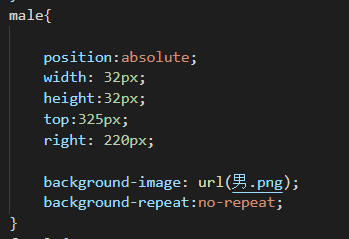 male{
position:absolute;
width: 32px;
height:32px;
top:325px;
right: 220px;
background-image: url(男.png);
background-repeat:no-repeat;
}